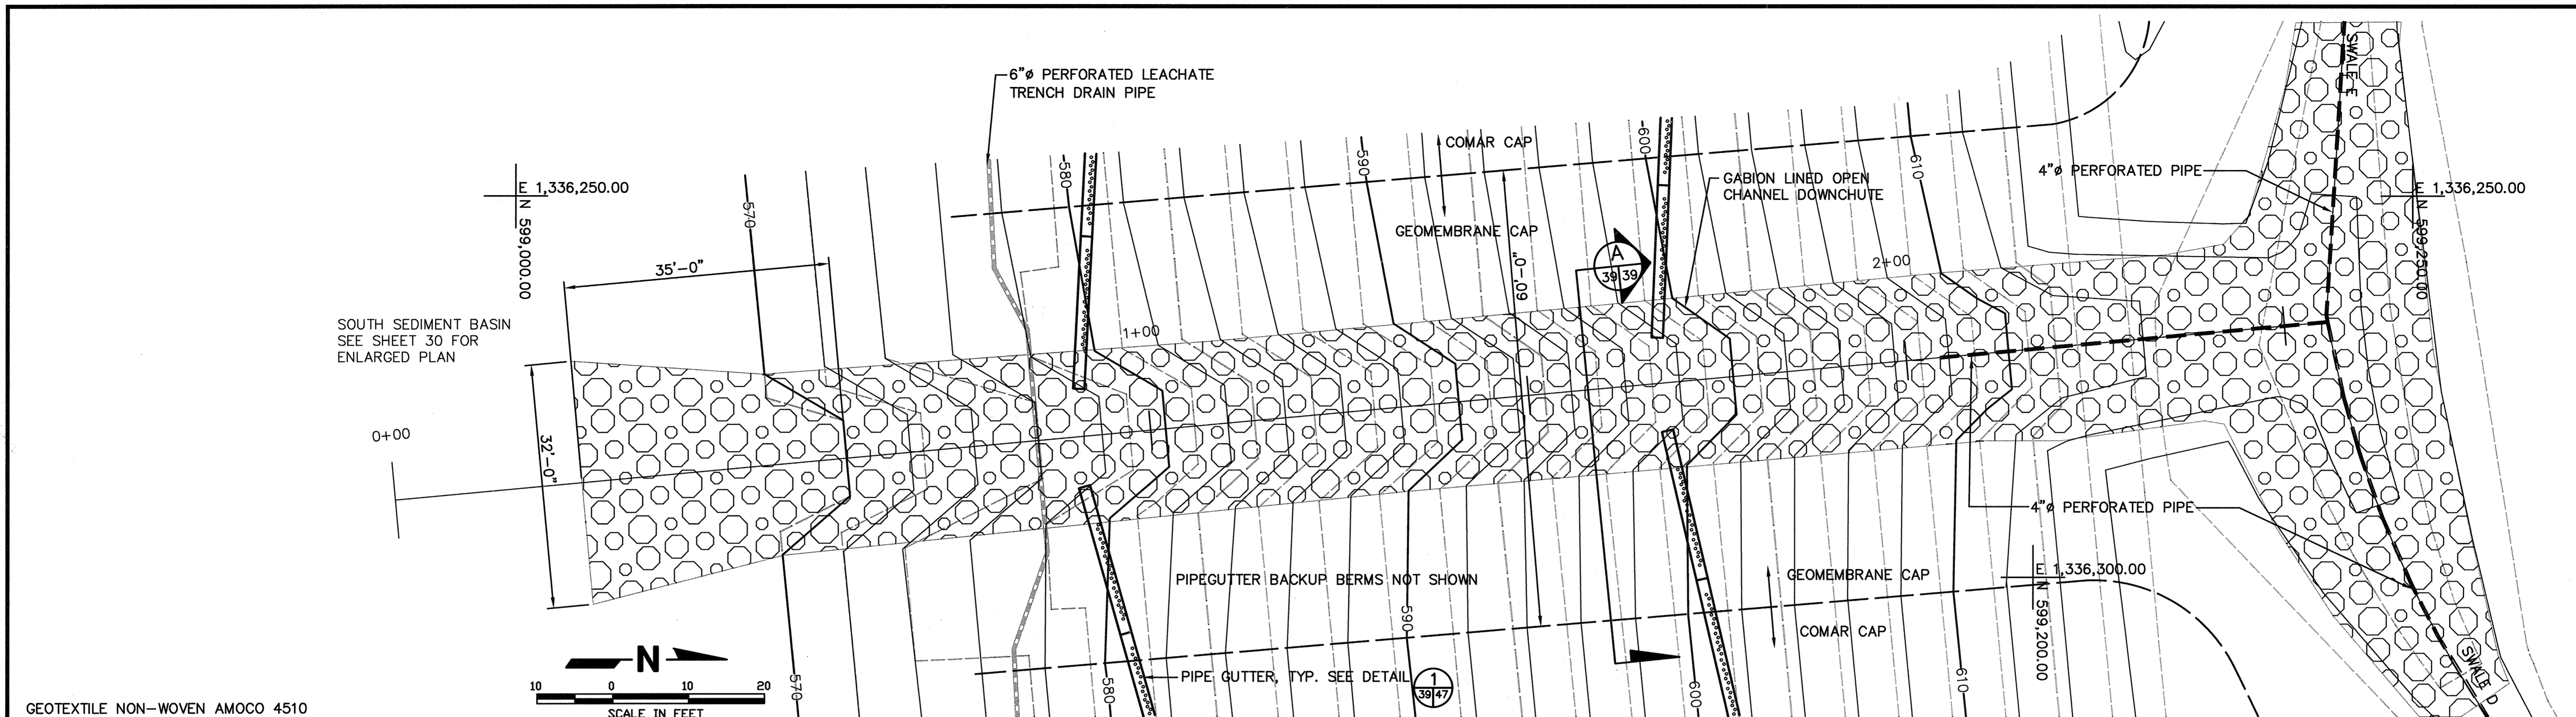 6"ø PERFORATED LEACHATE
TRENCH DRAIN PIPE
SWALE E
580
590
COMAR CAP
600
610
4"ø PERFORATED PIPE
E 1,336,250.00
N 599,000.00
570
GABION LINED OPEN
CHANNEL DOWNCHUTE
E 1,336,250.00
N 599,250.00
GEOMEMBRANE CAP
A
39 39
35'-0"
60'-0"
2+00
SOUTH SEDIMENT BASIN
SEE SHEET 30 FOR
ENLARGED PLAN
1+00
0+00
32'-0"
4"ø PERFORATED PIPE
PIPEGUTTER BACKUP BERMS NOT SHOWN
GEOMEMBRANE CAP
E 1,336,300.00
N 599,200.00
590
COMAR CAP
N
PIPE GUTTER, TYP. SEE DETAIL
1
39 47
570
580
600
610
SWALE D
10 0 10 20
SCALE IN FEET
GEOTEXTILE NON-WOVEN AMOCO 4510